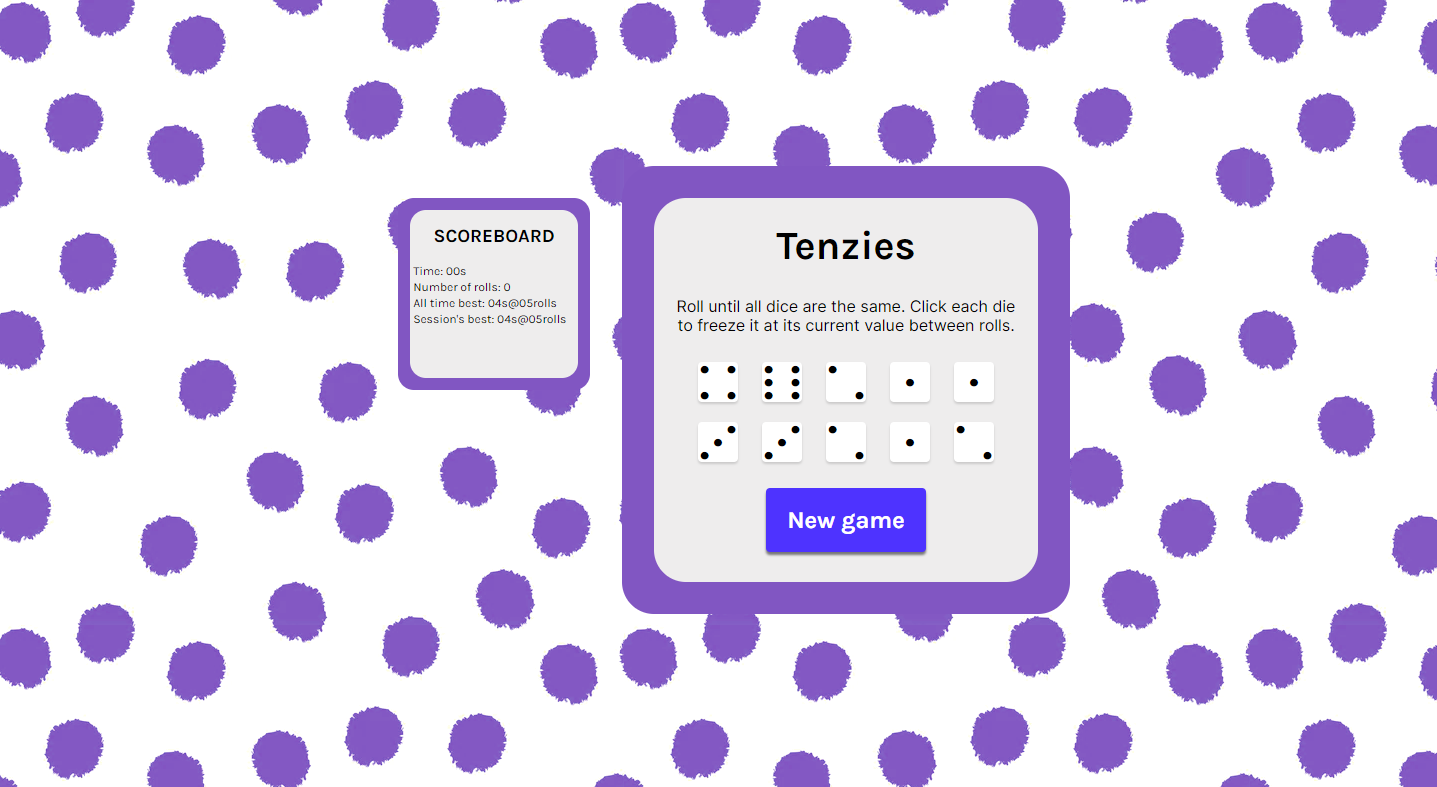 SCOREBOARD
Time: 00s
Number of rolls: 0
All time best: 04s@05rolls
Session's best: 04s@05rolls
Tenzies
Roll until all dice are the same. Click each die
to freeze it at its current value between rolls.
New game